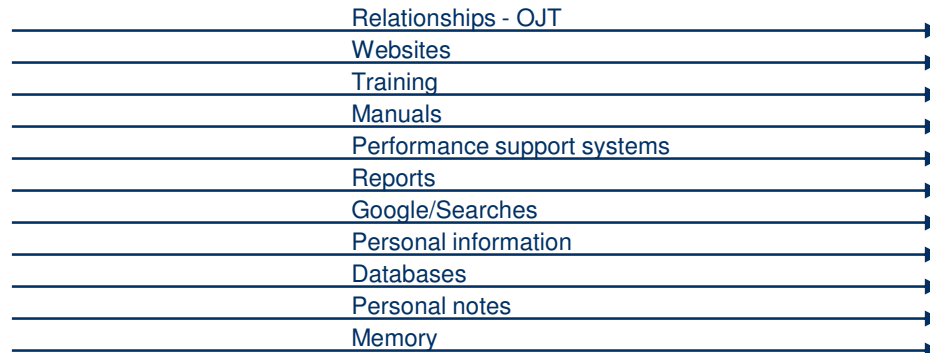 Relationships - OJT
Websites
Training
Manuals
Performance support systems
Reports
Google/Searches
Personal information
Databases
Personal notes
Memory